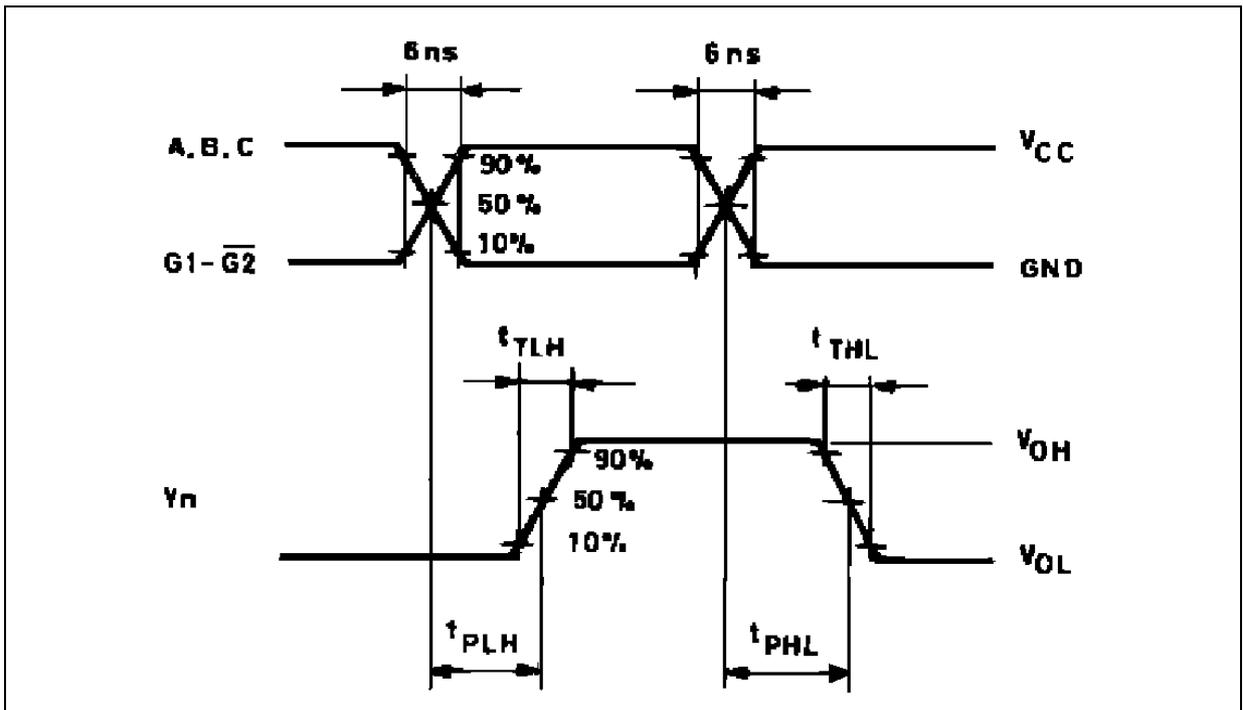 6ns 6ns
A.B.C VCC
90%
50%
10%
G1-G2̅ GND
tTLH tTHL
VOH
90%
Yn 50%
10%
VOL
tPLH tPHL